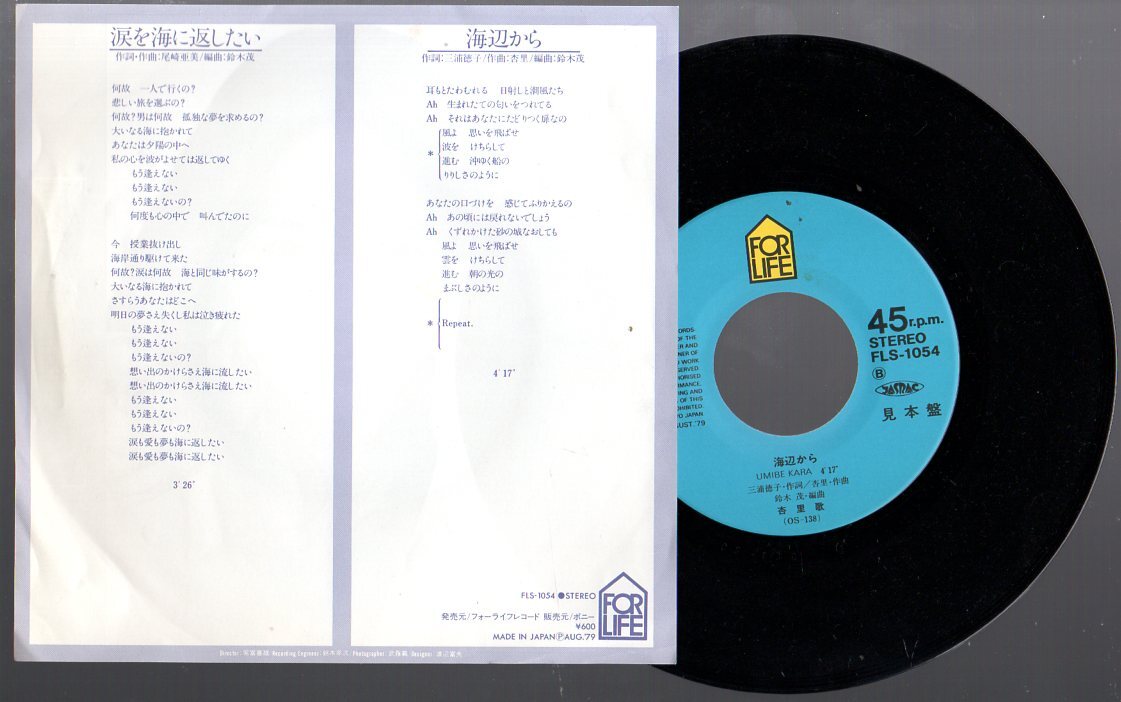 涙を海に返したい
作詞・作曲:尾崎亜美/編曲:鈴木茂
何故 一人で行くの?
悲しい旅を選ぶの?
何故?男は何故 孤独な夢を求めるの?
大いなる海に抱かれて
あなたは夕陽の中へ
私の心を波がよせては返してゆく
もう逢えない
もう逢えない
もう逢えないの?
何度も心の中で 叫んでたのに
今 授業抜け出し
海岸通り駆けて来た
何故?涙は何故 海と同じ味がするの?
大いなる海に抱かれて
さすらうあなたはどこへ
明日の夢さえ失くし私は泣き疲れた
もう逢えない
もう逢えない
もう逢えないの?
想い出のかけらさえ海に流したい
想い出のかけらさえ海に流したい
もう逢えない
もう逢えない
もう逢えないの?
涙も愛も夢も海に返したい
涙も愛も夢も海に返したい
3′26″
海辺から
作詞:三浦徳子/作曲:杏里/編曲:鈴木茂
耳もとたわむれる 日射しと潮風たち
Ah 生まれたての匂いをつれてる
Ah それはあなたにたどりつく扉なの
* 風よ 思いを飛ばせ
波を けちらして
進む 沖ゆく船の
りりしさのように
あなたの口づけを 感じてふりかえるの
Ah あの頃には戻れないでしょう
Ah くずれかけた砂の城なおしても
風よ 思いを飛ばせ
雲を けちらして
進む 朝の光の
まぶしさのように
* Repeat.
4′17″
FLS-1054 ●STEREO
発売元/フォーライフレコード 販売元/ポニー
¥600
MADE IN JAPAN Ⓟ AUG.'79
FOR
LIFE
Director: Recording Engineer: Photographer: Designer:
FOR
LIFE
45 r.p.m.
STEREO
FLS-1054
Ⓑ
JASRAC
見本盤
海辺から
UMIBE KARA 4′17″
三浦徳子・作詞/杏里・作曲
鈴木 茂・編曲
杏里 歌
(OS-138)